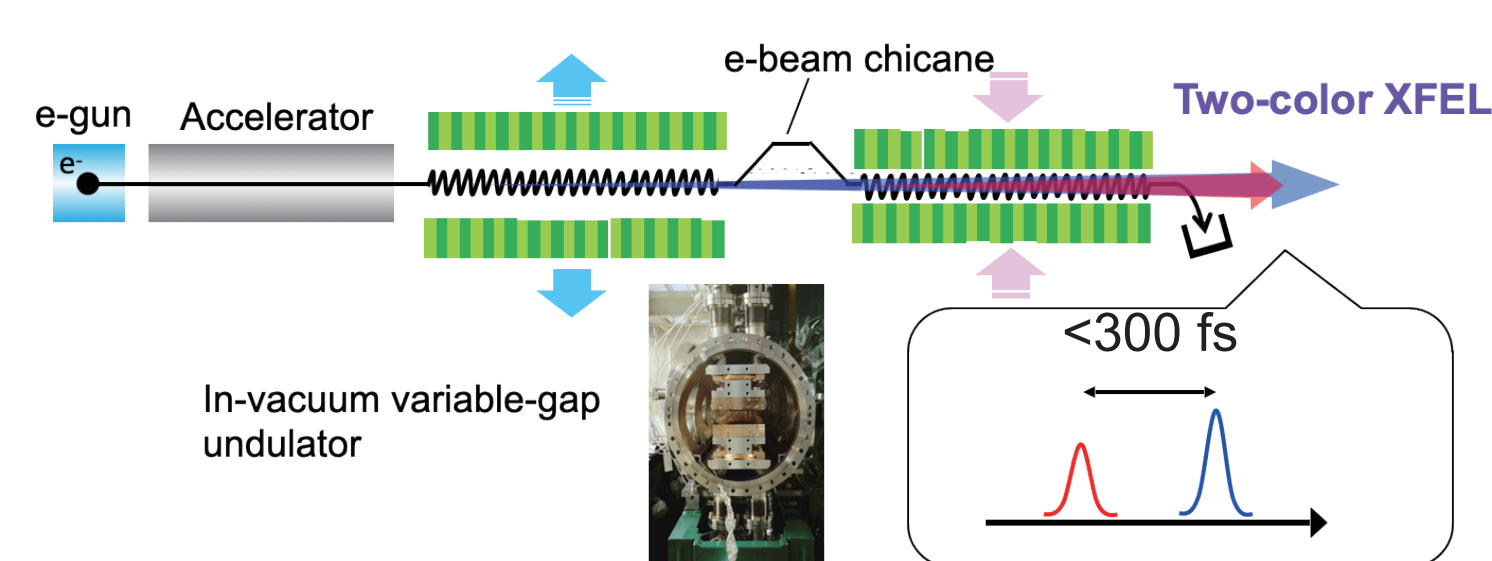 e-beam chicane
Two-color XFEL
e-gun
Accelerator
e-
<300 fs
In-vacuum variable-gap
undulator